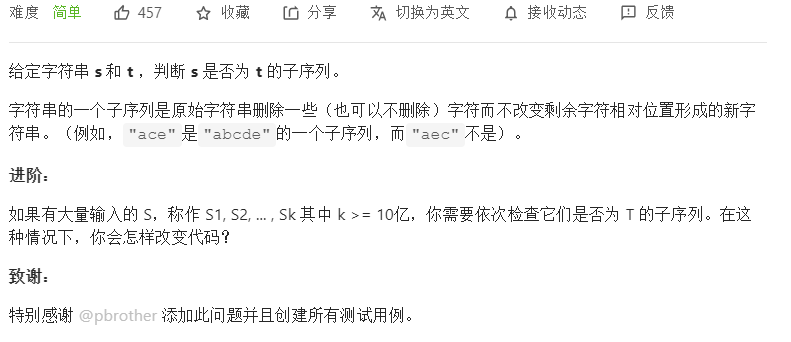 难度 简单 457 收藏 分享 切换为英文 接收动态 反馈
给定字符串 s 和 t ，判断 s 是否为 t 的子序列。
字符串的一个子序列是原始字符串删除一些（也可以不删除）字符而不改变剩余字符相对位置形成的新字
符串。（例如，"ace"是"abcde"的一个子序列，而"aec"不是）。
进阶：
如果有大量输入的 S，称作 S1, S2, ... , Sk 其中 k >= 10亿，你需要依次检查它们是否为 T 的子序列。在这
种情况下，你会怎样改变代码？
致谢：
特别感谢 @pbrother 添加此问题并且创建所有测试用例。